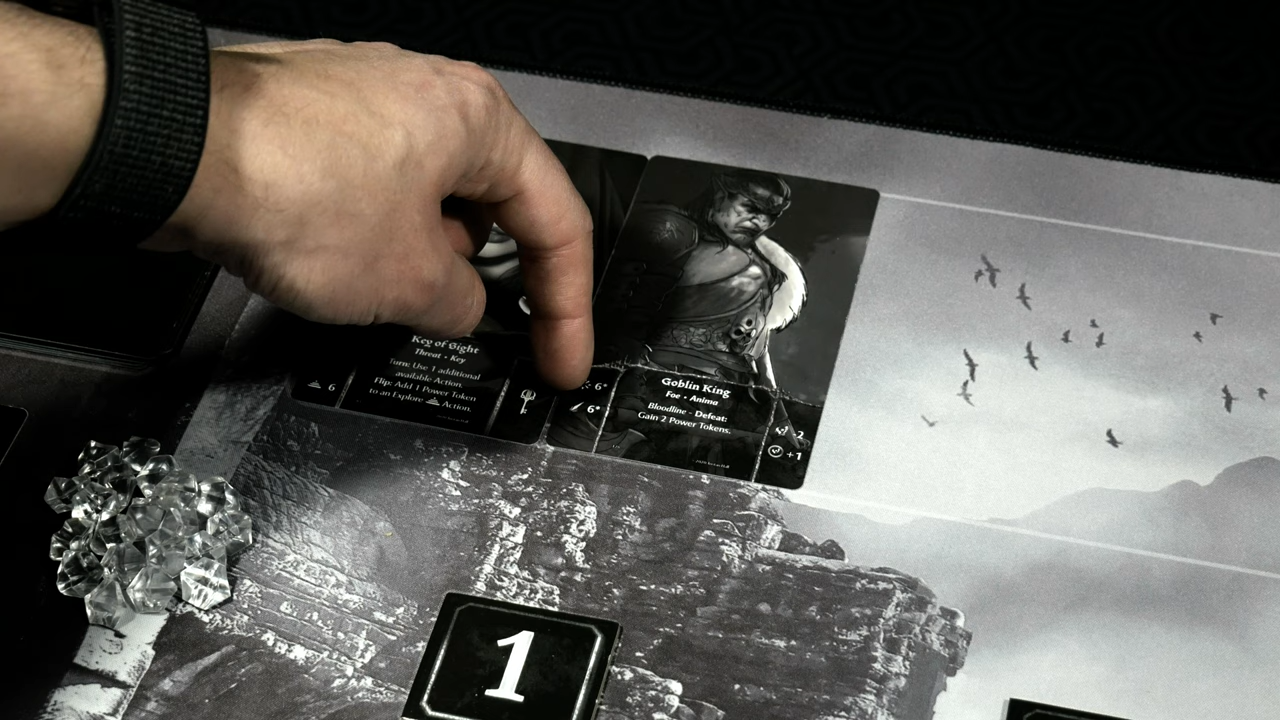 Key of Sight
Threat • Key
Turn: Use 1 additional
available Action.
Flip: Add 1 Power Token
to an Explore Action.
6
Goblin King
Foe • Anima
Bloodline - Defeat:
Gain 2 Power Tokens.
6*
6*
2
+1
1